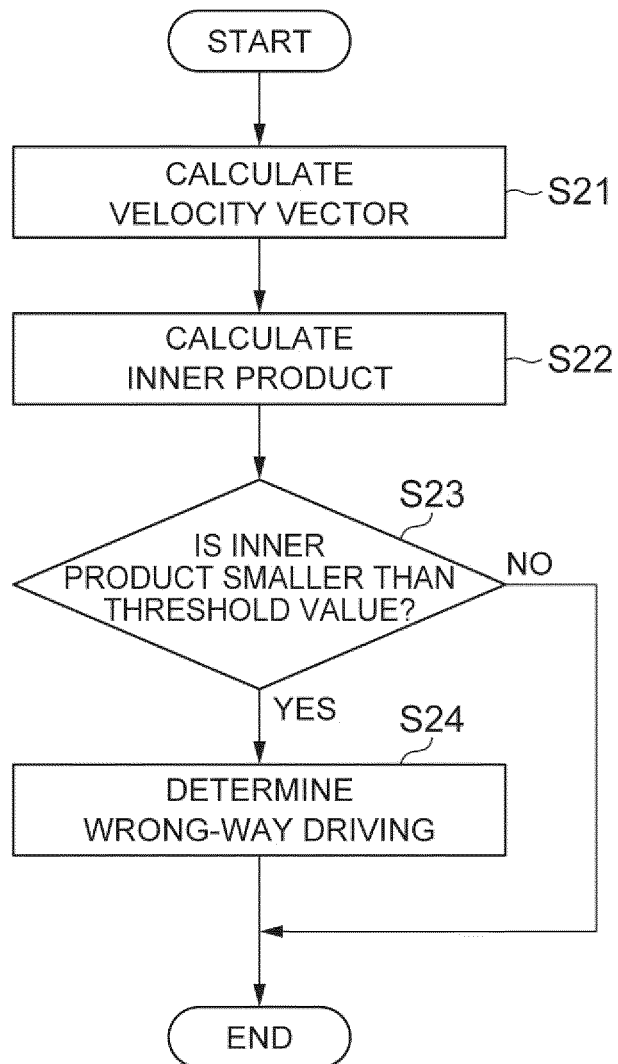 START
CALCULATE
VELOCITY VECTOR
S21
CALCULATE
INNER PRODUCT
S22
S23
IS INNER
PRODUCT SMALLER THAN
THRESHOLD VALUE?
NO
YES
S24
DETERMINE
WRONG-WAY DRIVING
END